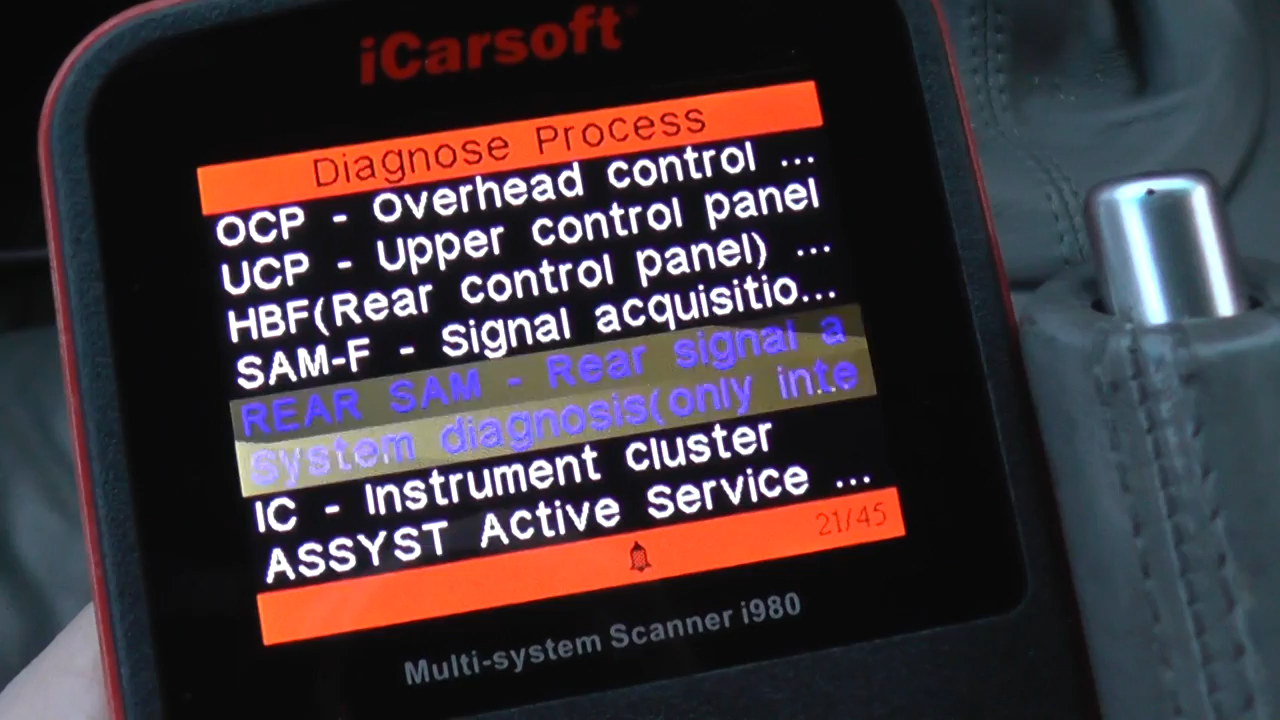 iCarsoft
Diagnose Process
OCP - Overhead control ...
UCP - Upper control panel
HBF(Rear control panel) ...
SAM-F - Signal acquisitio...
REAR SAM - Rear signal a
System diagnosis(only inte
IC - Instrument cluster
ASSYST Active Service ...
21/45
Multi-system Scanner i980